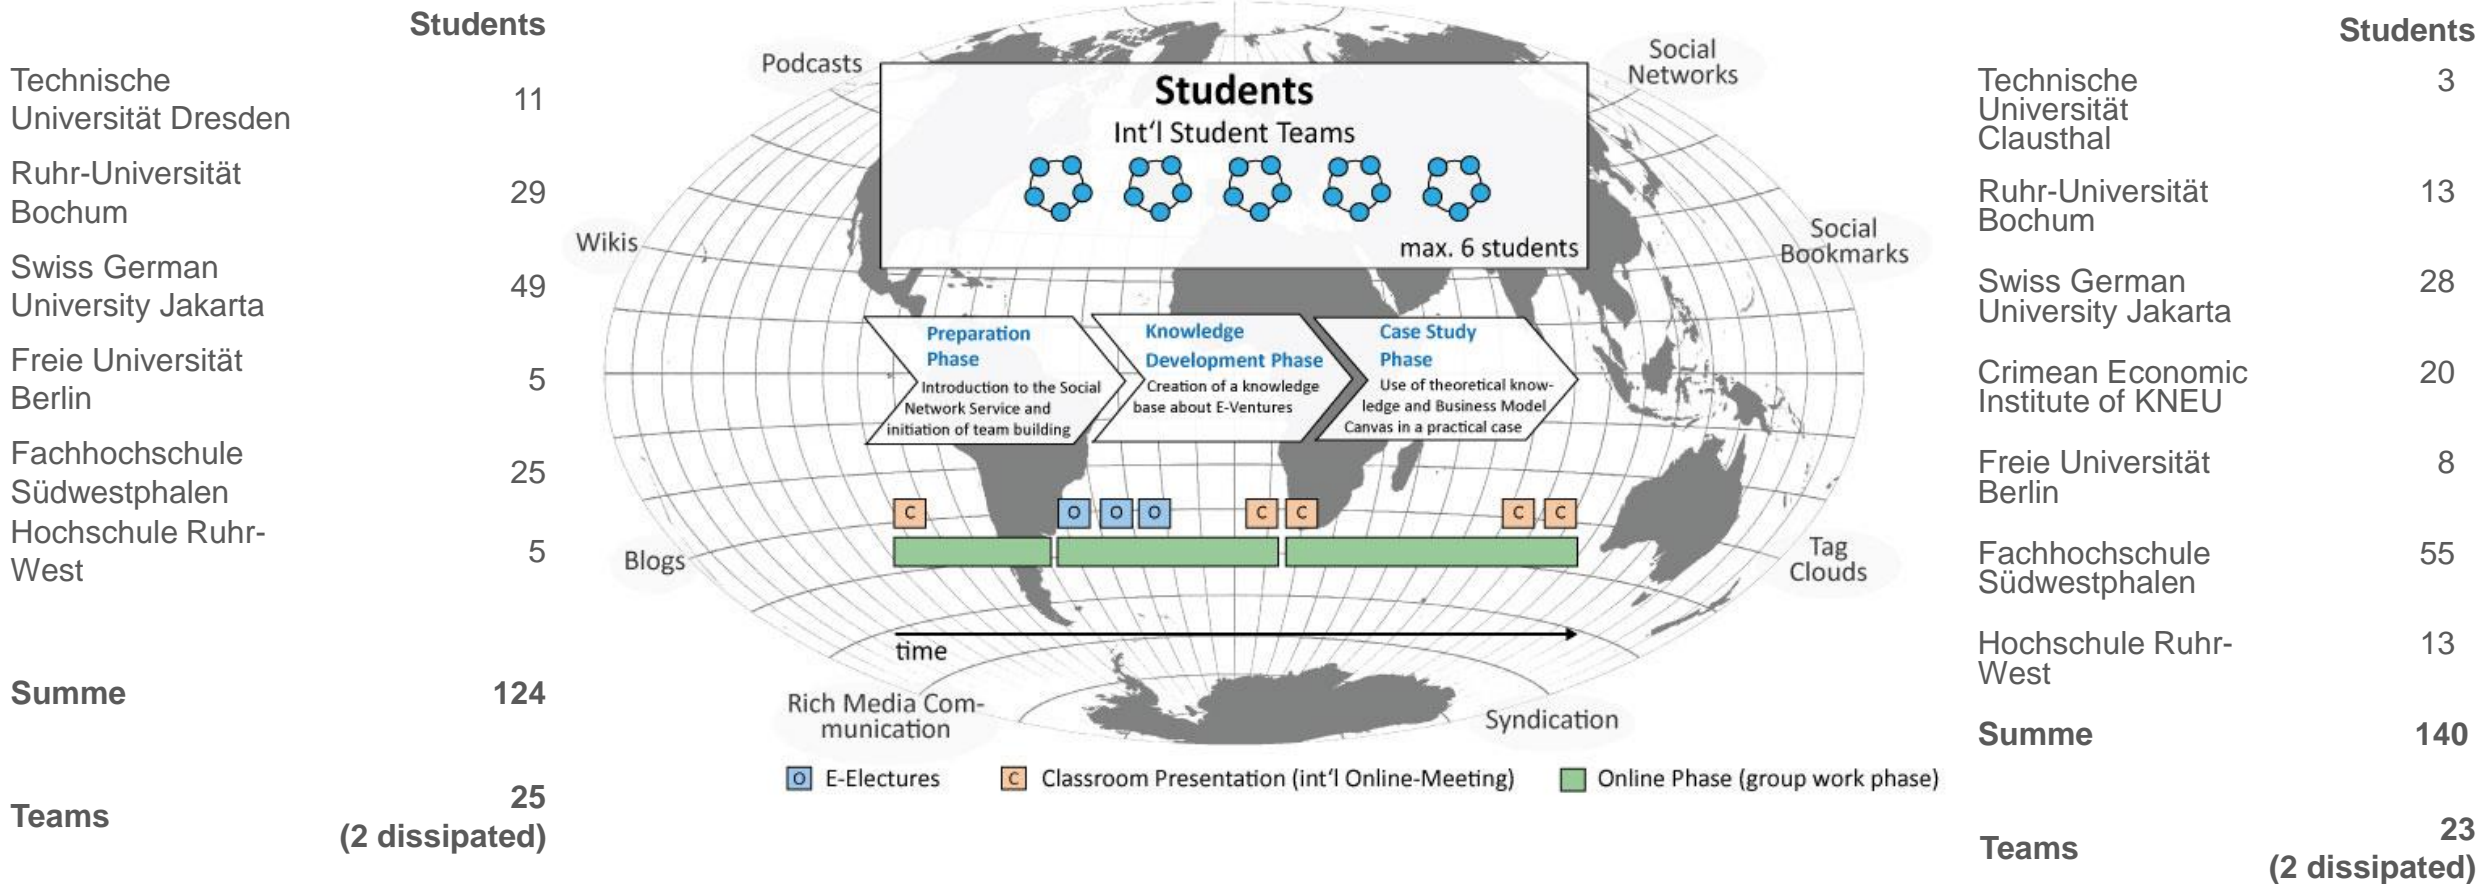 Students
Technische
Universität Dresden
11
Ruhr-Universität
Bochum
29
Swiss German
University Jakarta
49
Freie Universität
Berlin
5
Fachhochschule
Südwestphalen
25
Hochschule Ruhr-
West
5
Summe
124
Teams
25
(2 dissipated)
Podcasts
Social
Networks
Wikis
Social
Bookmarks
Blogs
Tag
Clouds
Rich Media Com-
munication
Syndication
Students
Int'l Student Teams
max. 6 students
Preparation
Phase
Introduction to the Social
Network Service and
initiation of team building
Knowledge
Development Phase
Creation of a knowledge
base about E-Ventures
Case Study
Phase
Use of theoretical know-
ledge and Business Model
Canvas in a practical case
C O O O C C C C
time
O E-Electures
C Classroom Presentation (int'l Online-Meeting)
Online Phase (group work phase)
Students
Technische
Universität
Clausthal
3
Ruhr-Universität
Bochum
13
Swiss German
University Jakarta
28
Crimean Economic
Institute of KNEU
20
Freie Universität
Berlin
8
Fachhochschule
Südwestphalen
55
Hochschule Ruhr-
West
13
Summe
140
Teams
23
(2 dissipated)